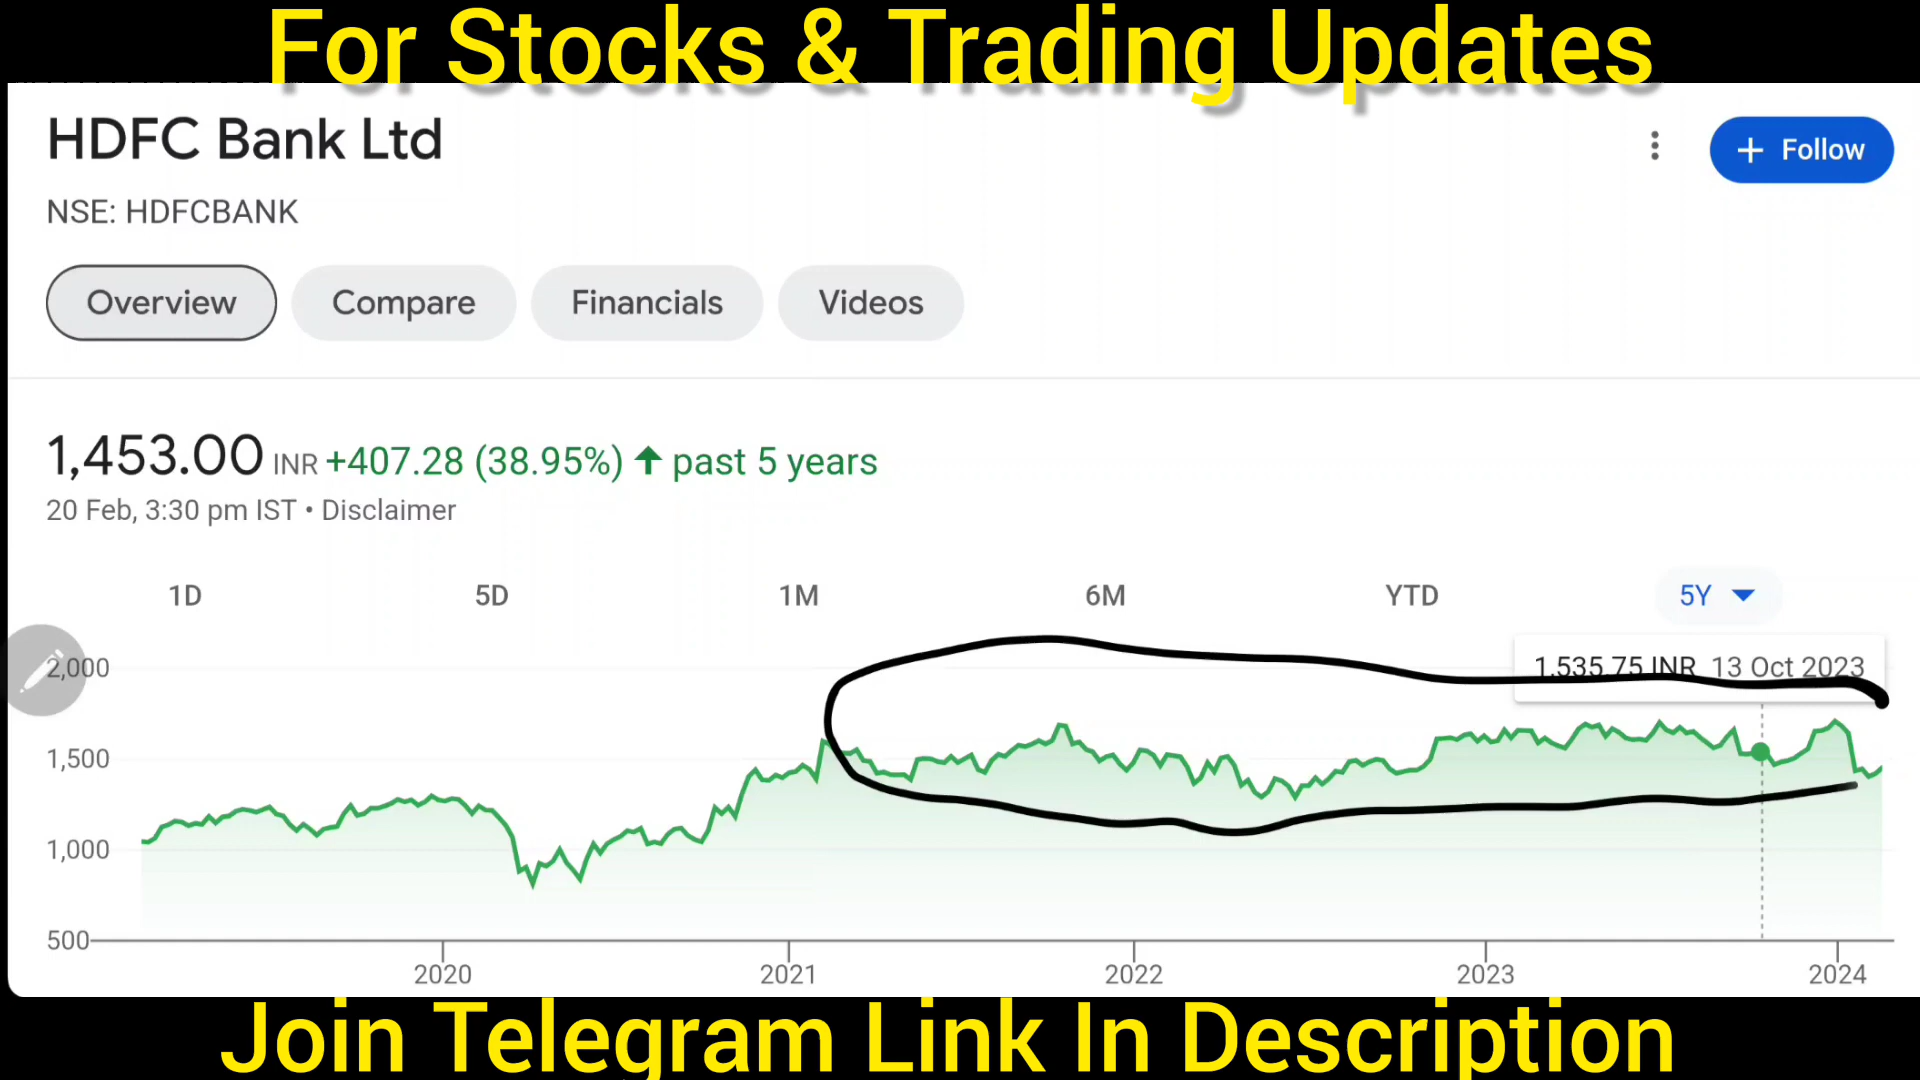 For Stocks & Trading Updates
HDFC Bank Ltd
+ Follow
NSE: HDFCBANK
Overview Compare Financials Videos
1,453.00 INR +407.28 (38.95%) ↑ past 5 years
20 Feb, 3:30 pm IST • Disclaimer
1D 5D 1M 6M YTD 5Y
1,535.75 INR 13 Oct 2023
2,000
1,500
1,000
500
2020 2021 2022 2023 2024
Join Telegram Link In Description